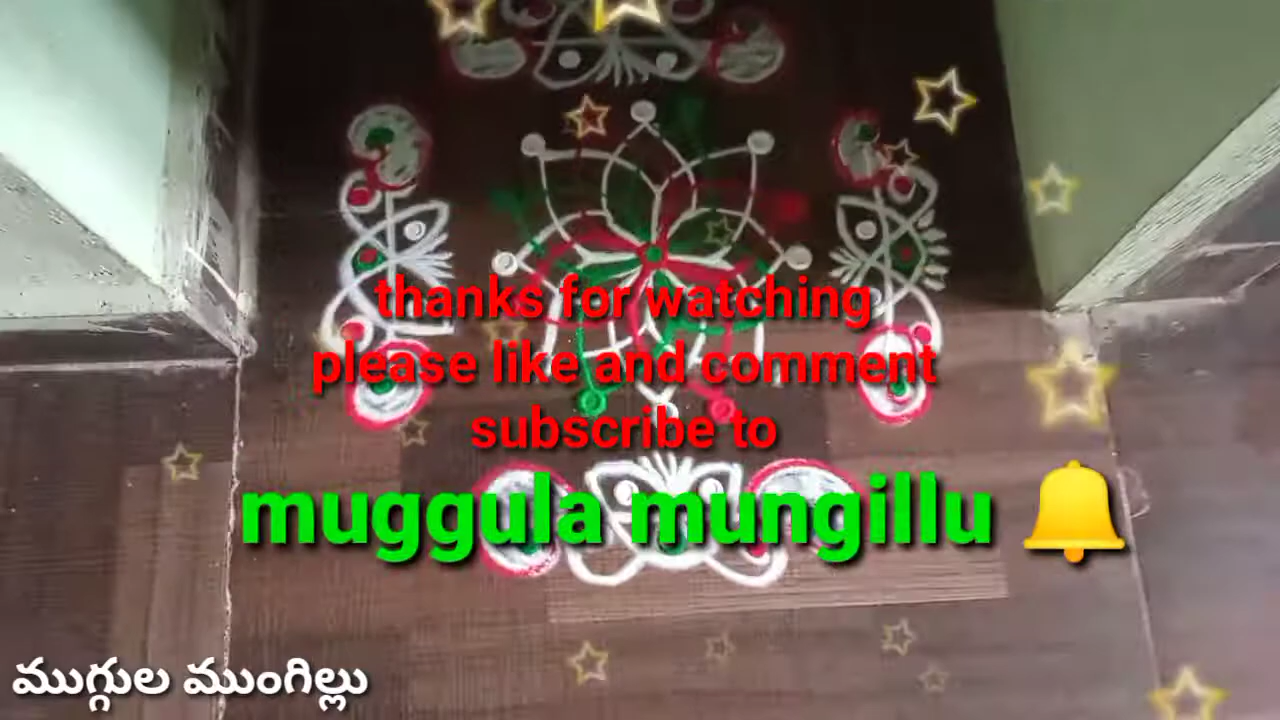 thanks for watching
please like and comment
subscribe to
muggula mungillu
ముగ్గుల ముంగిల్లు